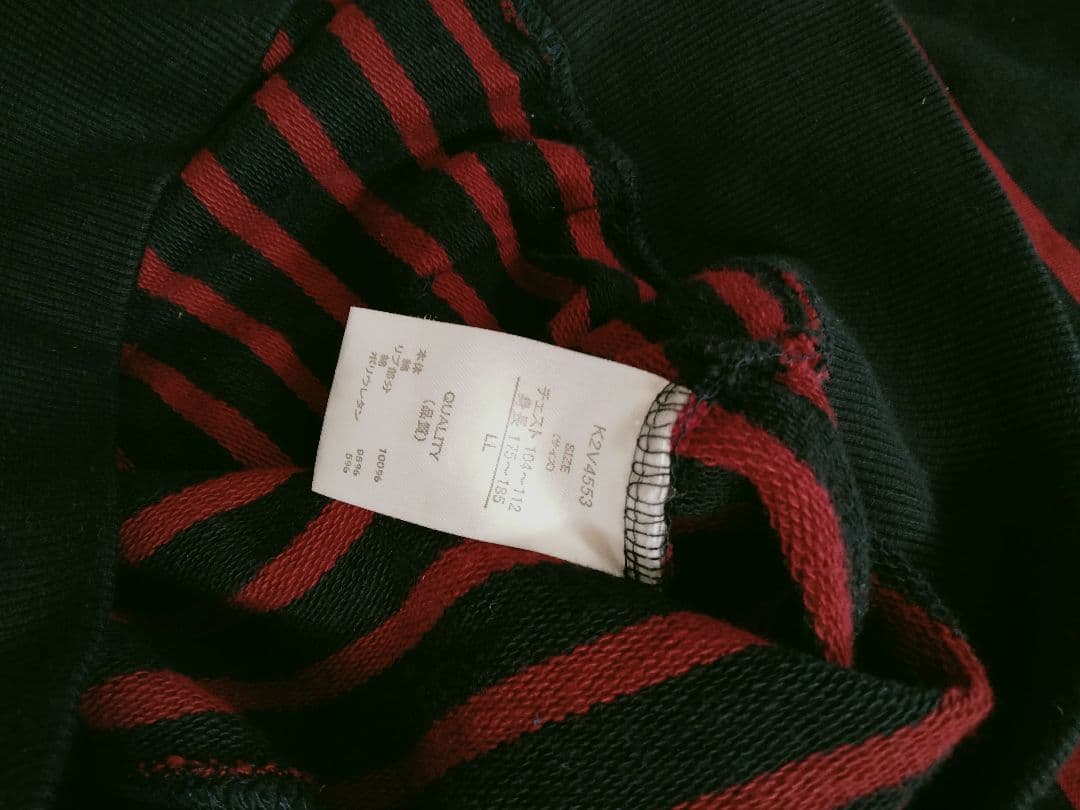 K2V4553
SIZE
(サイズ)
チェスト 104～112
身長 175～185
LL
QUALITY
(品質)
本体
綿 100%
リブ部分
綿 95%
ポリウレタン 5%